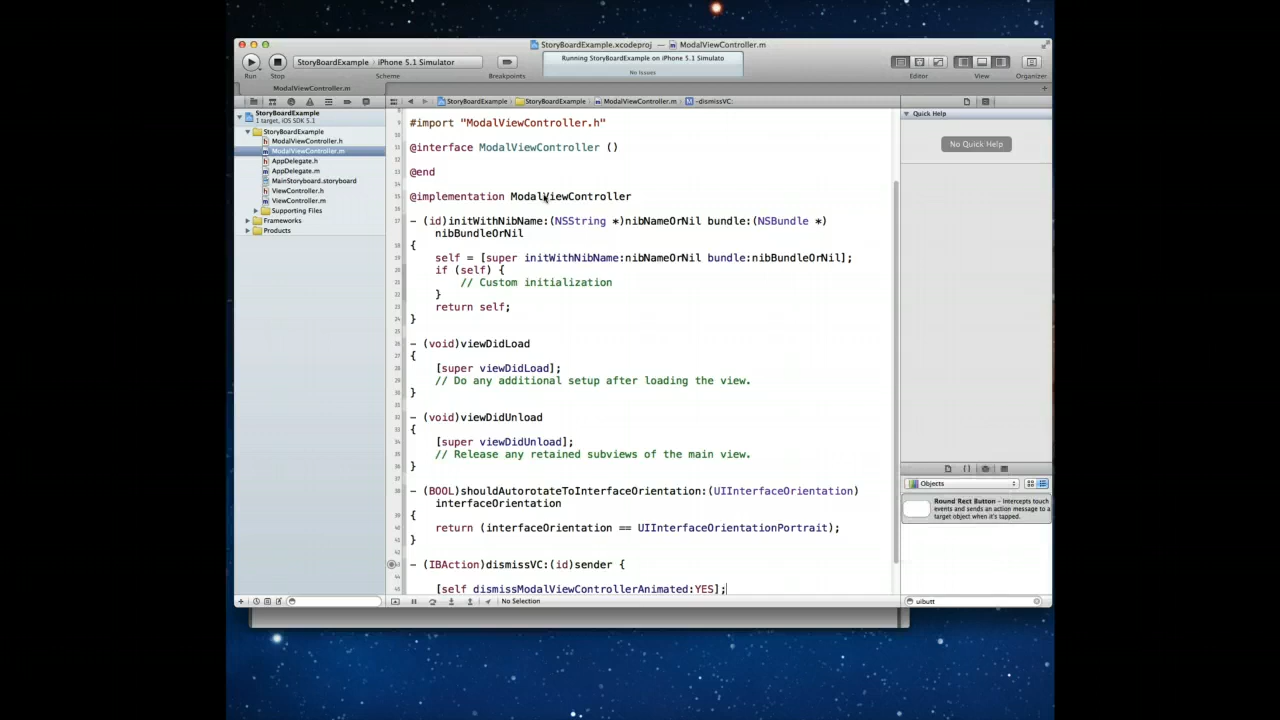 StoryBoardExample.xcodeproj — ModalViewController.m
StoryBoardExample iPhone 5.1 Simulator
Running StoryBoardExample on iPhone 5.1 Simulato
No Issues
Run Stop Scheme Breakpoints Editor View Organizer
ModalViewController.m
StoryBoardExample StoryBoardExample ModalViewController.m -dismissVC:
StoryBoardExample
1 target, iOS SDK 5.1
StoryBoardExample
ModalViewController.h
ModalViewController.m
AppDelegate.h
AppDelegate.m
MainStoryboard.storyboard
ViewController.h
ViewController.m
Supporting Files
Frameworks
Products
#import "ModalViewController.h"
@interface ModalViewController ()
@end
@implementation ModalViewController
- (id)initWithNibName:(NSString *)nibNameOrNil bundle:(NSBundle *)
nibBundleOrNil
{
self = [super initWithNibName:nibNameOrNil bundle:nibBundleOrNil];
if (self) {
// Custom initialization
}
return self;
}
- (void)viewDidLoad
{
[super viewDidLoad];
// Do any additional setup after loading the view.
}
- (void)viewDidUnload
{
[super viewDidUnload];
// Release any retained subviews of the main view.
}
- (BOOL)shouldAutorotateToInterfaceOrientation:(UIInterfaceOrientation)
interfaceOrientation
{
return (interfaceOrientation == UIInterfaceOrientationPortrait);
}
- (IBAction)dismissVC:(id)sender {
[self dismissModalViewControllerAnimated:YES];
No Selection
Quick Help
No Quick Help
Objects
Round Rect Button - Intercepts touch
events and sends an action message to a
target object when it's tapped.
uibutt